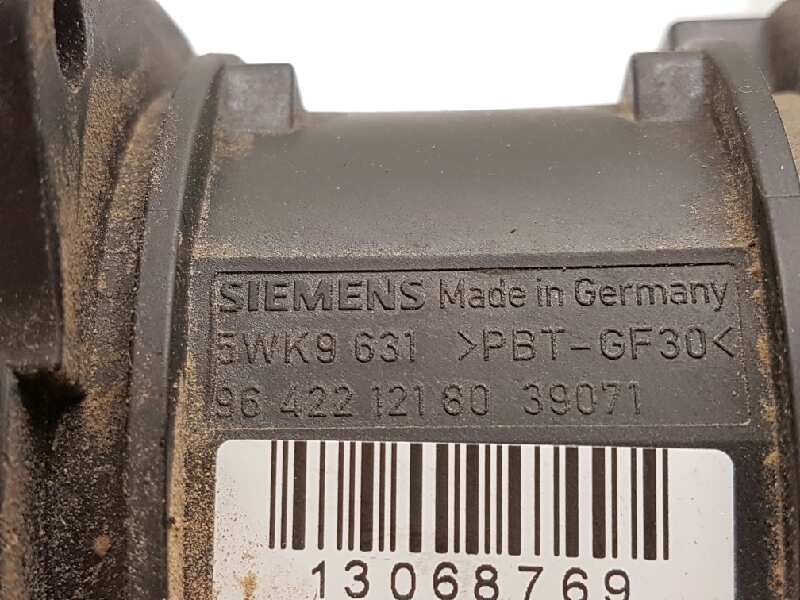 SIEMENS Made in Germany
5WK9 631 >PBT-GF30<
96 422 121 80 39071
13068769